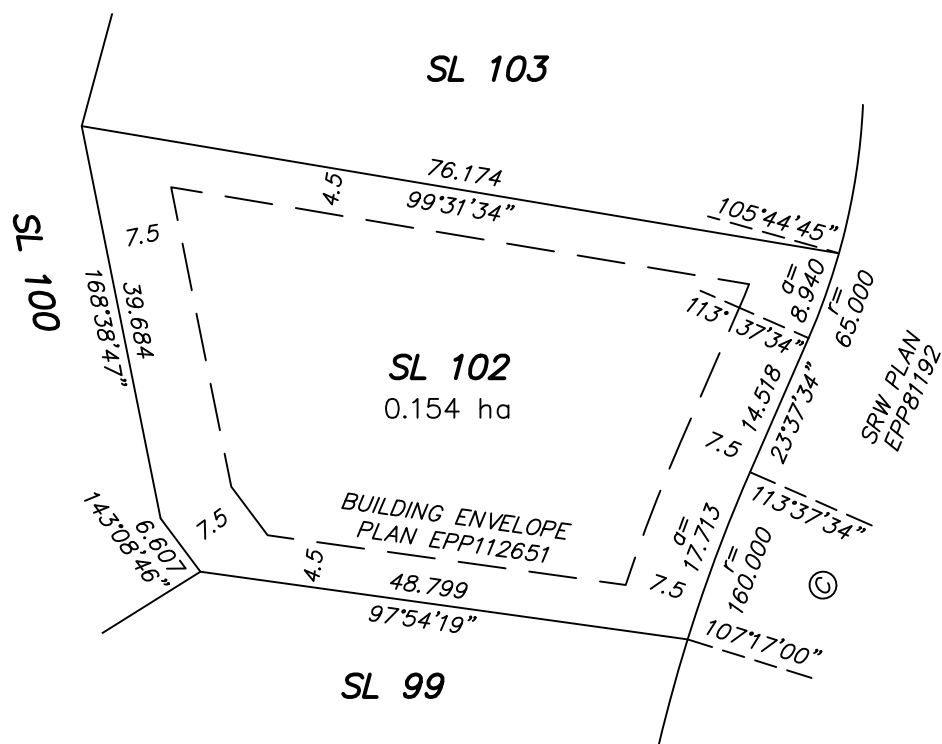 SL 103
76.174
99°31'34"
4.5
105°44'45"
7.5
SL 100
39.684
168°38'47"
a=
8.940
r=
65.000
113°37'34"
SRW PLAN
EPP81192
SL 102
0.154 ha
14.518
23°37'34"
7.5
BUILDING ENVELOPE
PLAN EPP112651
113°37'34"
a=
17.713
r=
160.000
©
7.5
6.607
143°08'46"
4.5
48.799
97°54'19"
7.5
107°17'00"
SL 99